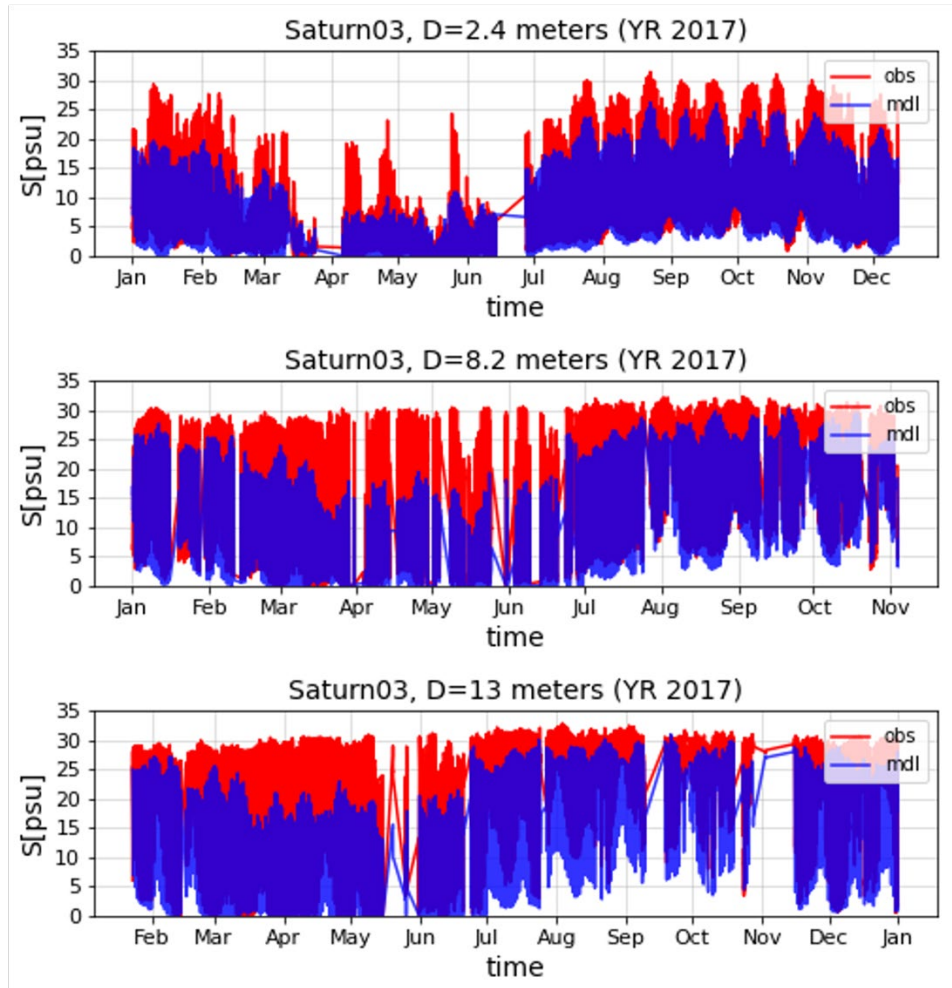 Saturn03, D=2.4 meters (YR 2017)
35
30
25
20
15
10
5
0
S[psu]
obs
mdl
Jan Feb Mar Apr May Jun Jul Aug Sep Oct Nov Dec
time
Saturn03, D=8.2 meters (YR 2017)
35
30
25
20
15
10
5
0
S[psu]
obs
mdl
Jan Feb Mar Apr May Jun Jul Aug Sep Oct Nov
time
Saturn03, D=13 meters (YR 2017)
35
30
25
20
15
10
5
0
S[psu]
obs
mdl
Feb Mar Apr May Jun Jul Aug Sep Oct Nov Dec Jan
time